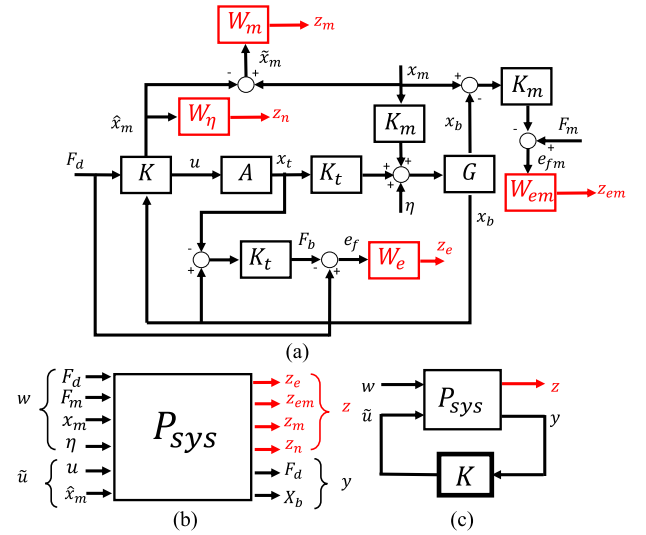 W_m z_m
- x̃_m +
x_m + K_m
x̂_m W_η z_n K_m x_b - - F_m
F_d u x_t + + e_fm
K A K_t + + G W_em z_em
η x_b
- F_b e_f z_e
+ K_t - + W_e
(a)
F_d z_e
w F_m z_em z
x_m P_sys z_m
η z_n
ũ u F_d y
x̂_m X_b
(b)
w P_sys z
ũ y
K
(c)